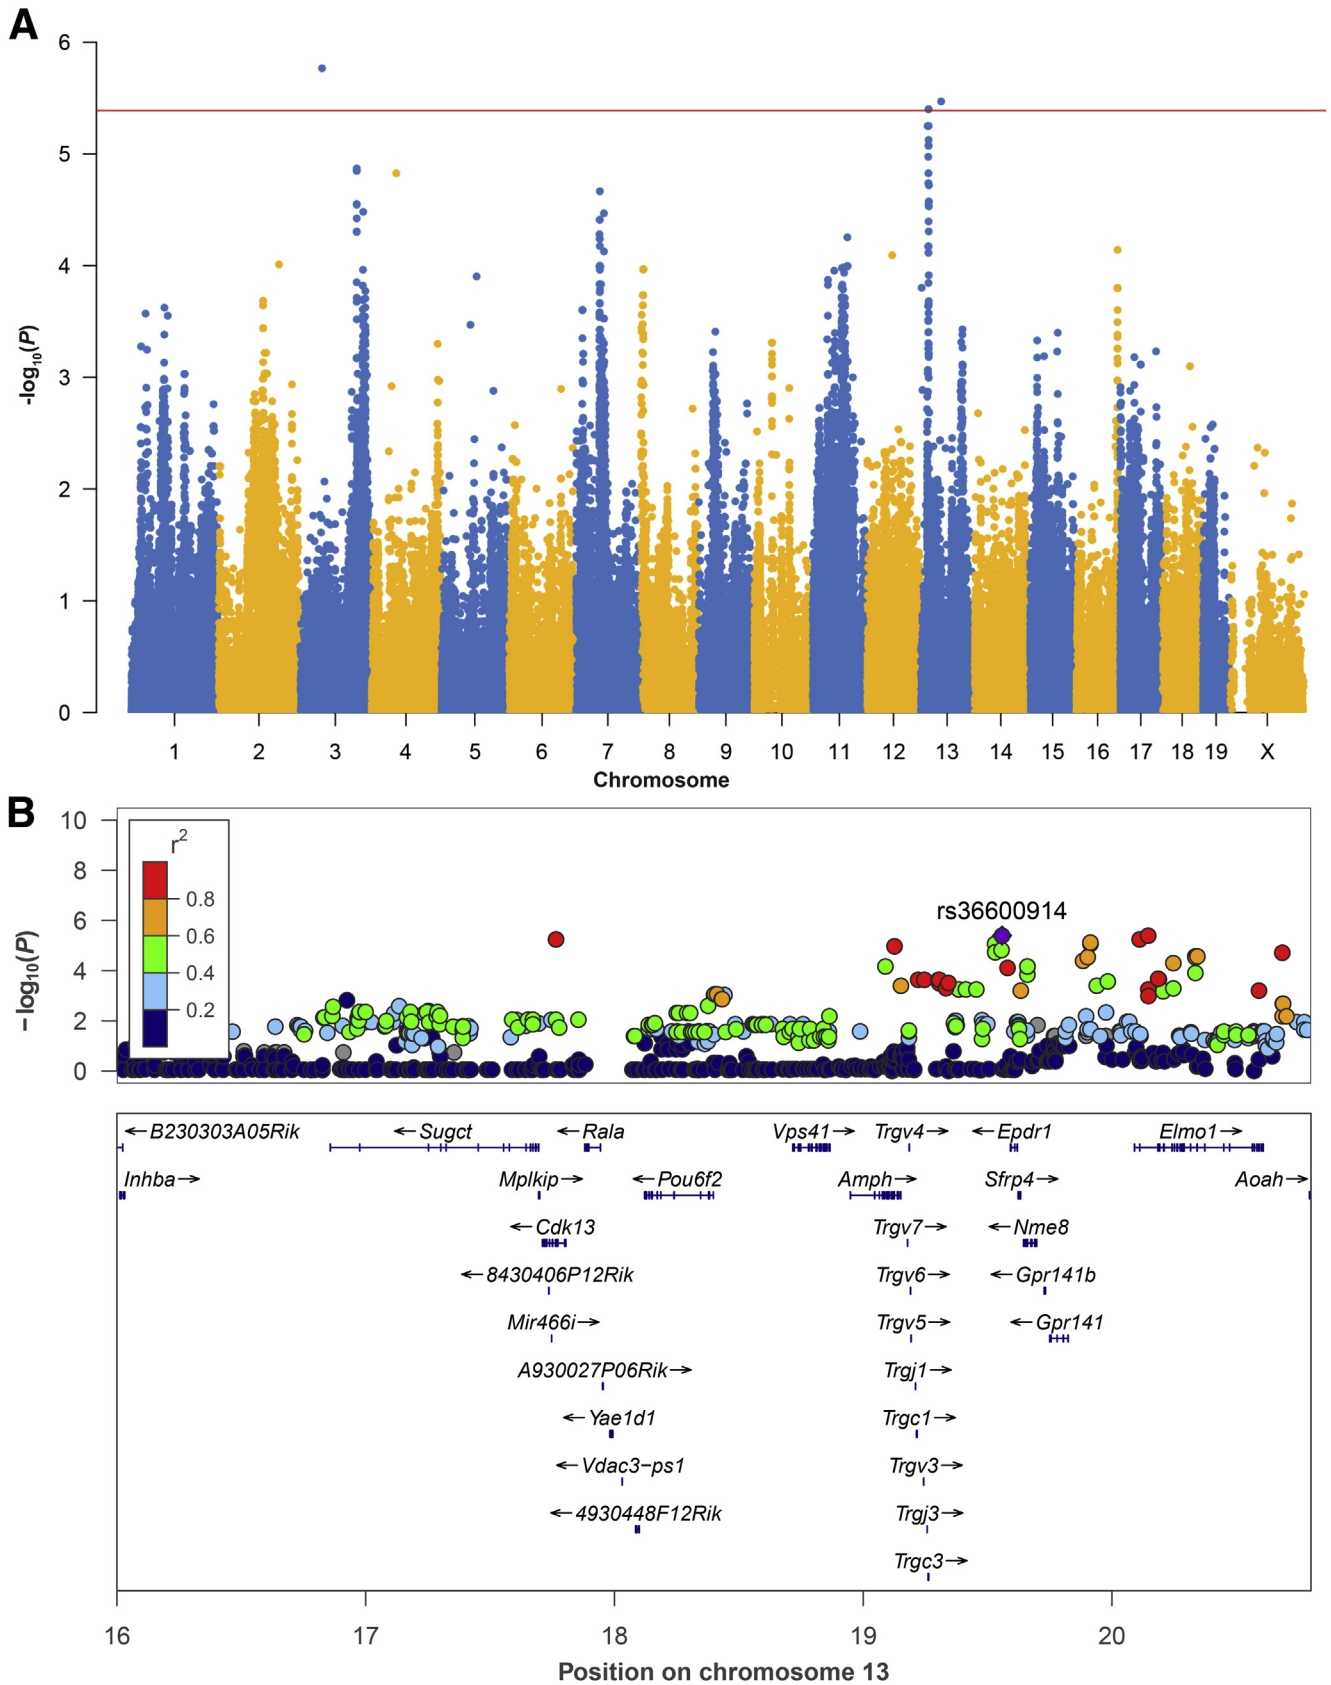 A
6
5
4
3
2
1
0
-log10(P)
1 2 3 4 5 6 7 8 9 10 11 12 13 14 15 16 17 18 19 X
Chromosome
B
10
8
6
4
2
0
−log10(P)
r2
0.8
0.6
0.4
0.2
rs36600914
←B230303A05Rik ←Sugct ←Rala Vps41→ Trgv4→ ←Epdr1 Elmo1→
Inhba→ Mplkip→ ←Pou6f2 Amph→ Sfrp4→ Aoah→
←Cdk13 Trgv7→ ←Nme8
←8430406P12Rik Trgv6→ ←Gpr141b
Mir466i→ Trgv5→ ←Gpr141
A930027P06Rik→ Trgj1→
←Yae1d1 Trgc1→
←Vdac3−ps1 Trgv3→
←4930448F12Rik Trgj3→
Trgc3→
16 17 18 19 20
Position on chromosome 13